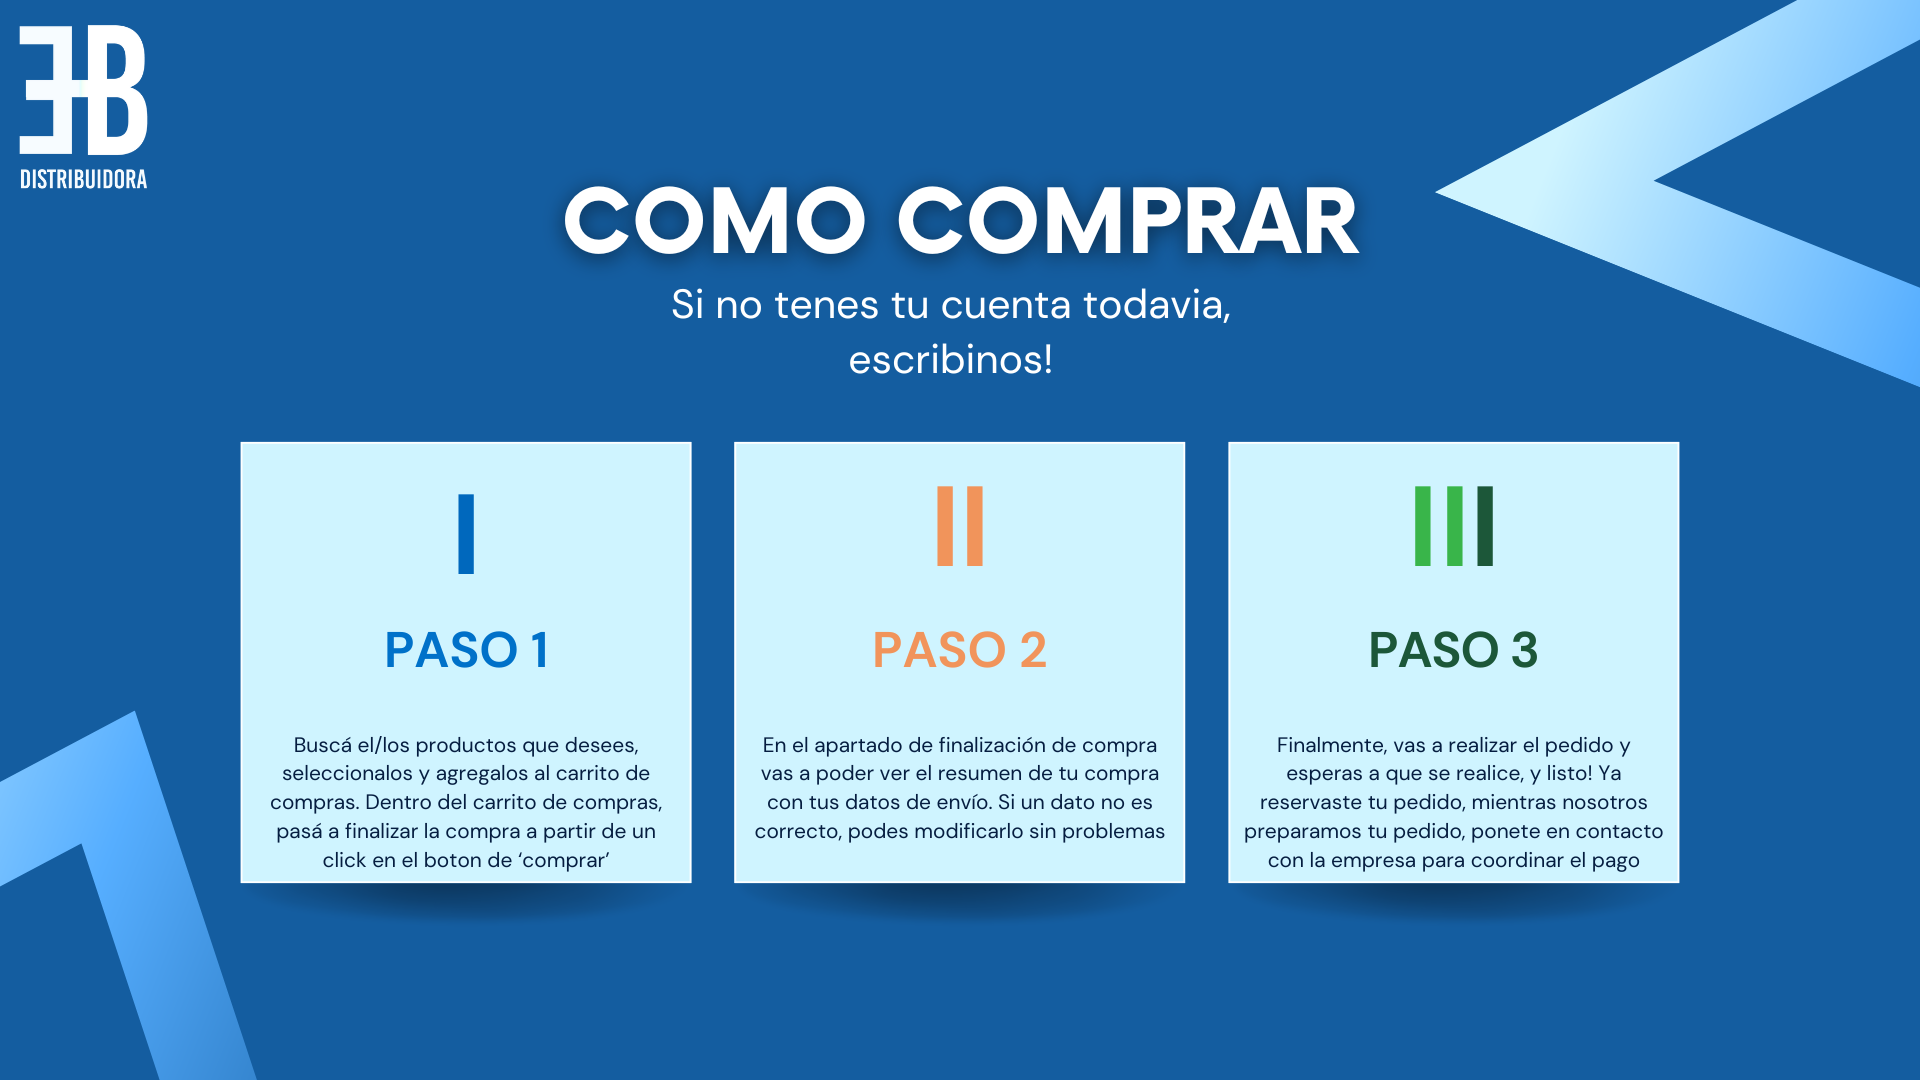 EB
DISTRIBUIDORA
COMO COMPRAR
Si no tenes tu cuenta todavia,
escribinos!
I
PASO 1
Buscá el/los productos que desees,
seleccionalos y agregalos al carrito de
compras. Dentro del carrito de compras,
pasá a finalizar la compra a partir de un
click en el boton de ‘comprar’
II
PASO 2
En el apartado de finalización de compra
vas a poder ver el resumen de tu compra
con tus datos de envío. Si un dato no es
correcto, podes modificarlo sin problemas
III
PASO 3
Finalmente, vas a realizar el pedido y
esperas a que se realice, y listo! Ya
reservaste tu pedido, mientras nosotros
preparamos tu pedido, ponete en contacto
con la empresa para coordinar el pago